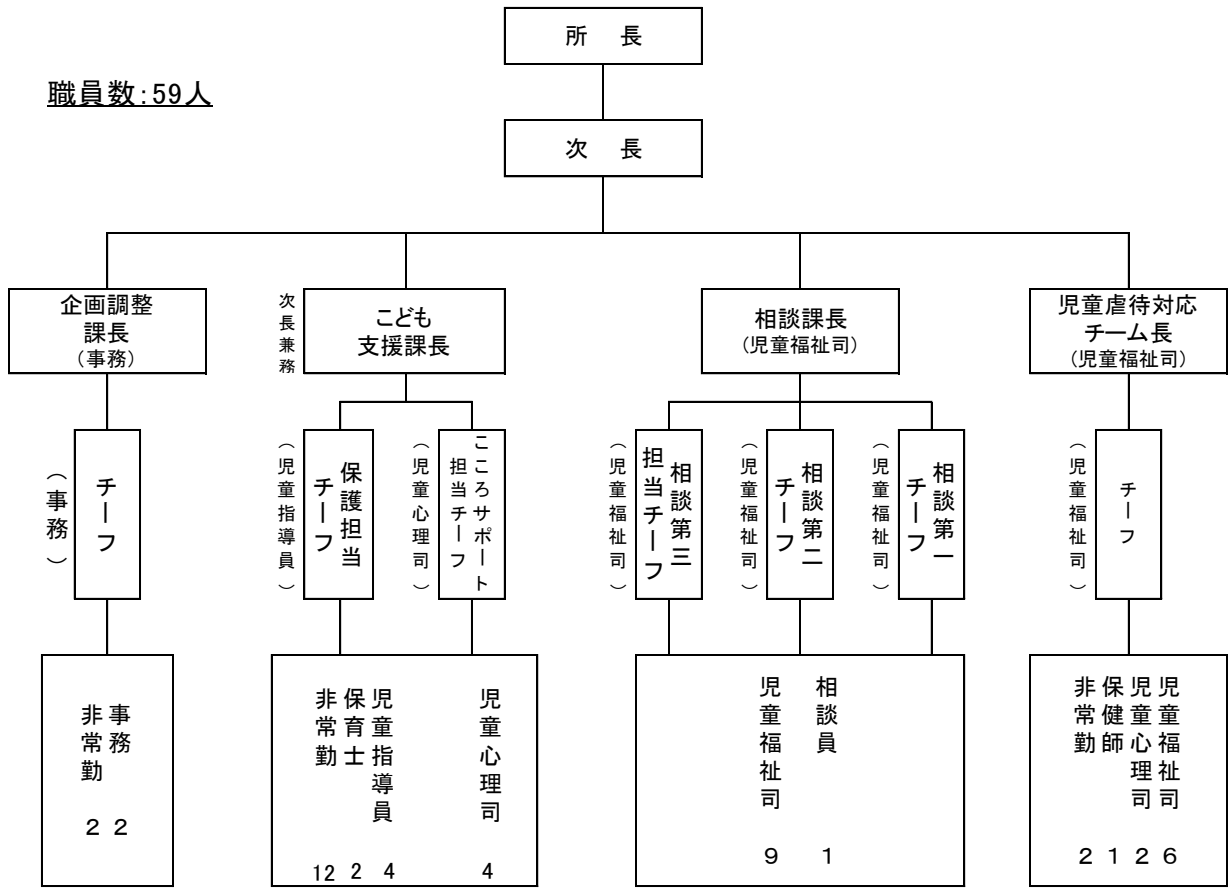 所　長
職員数:59人
次　長
企画調整
課長
(事務)
次長兼務
こども
支援課長
相談課長
(児童福祉司)
児童虐待対応
チーム長
(児童福祉司)
(事務)
チーフ
(児童指導員)
保護担当
チーフ
(児童心理司)
こころサポート
担当チーフ
(児童福祉司)
相談第三
担当チーフ
(児童福祉司)
相談第二
チーフ
(児童福祉司)
相談第一
チーフ
(児童福祉司)
チーフ
事務 2
非常勤 2
児童心理司 4
児童指導員 4
保育士 2
非常勤 12
相談員 1
児童福祉司 9
児童福祉司 6
児童心理司 2
保健師 1
非常勤 2